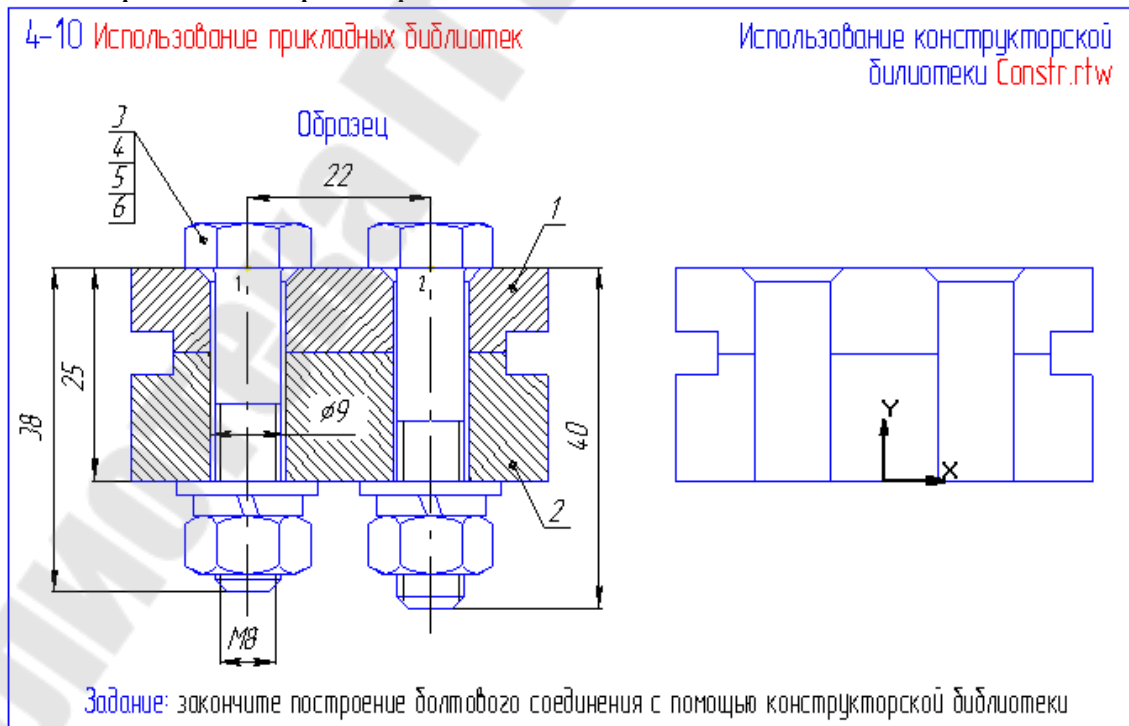 4-10 Использование прикладных библиотек
Использование конструкторской
билиотеки Constr.rtw
Образец
3
4
5
6
22
1
1
2
25
38
⌀9
40
2
M8
Y
X
Задание: закончите построение болтового соединения с помощью конструкторской библиотеки